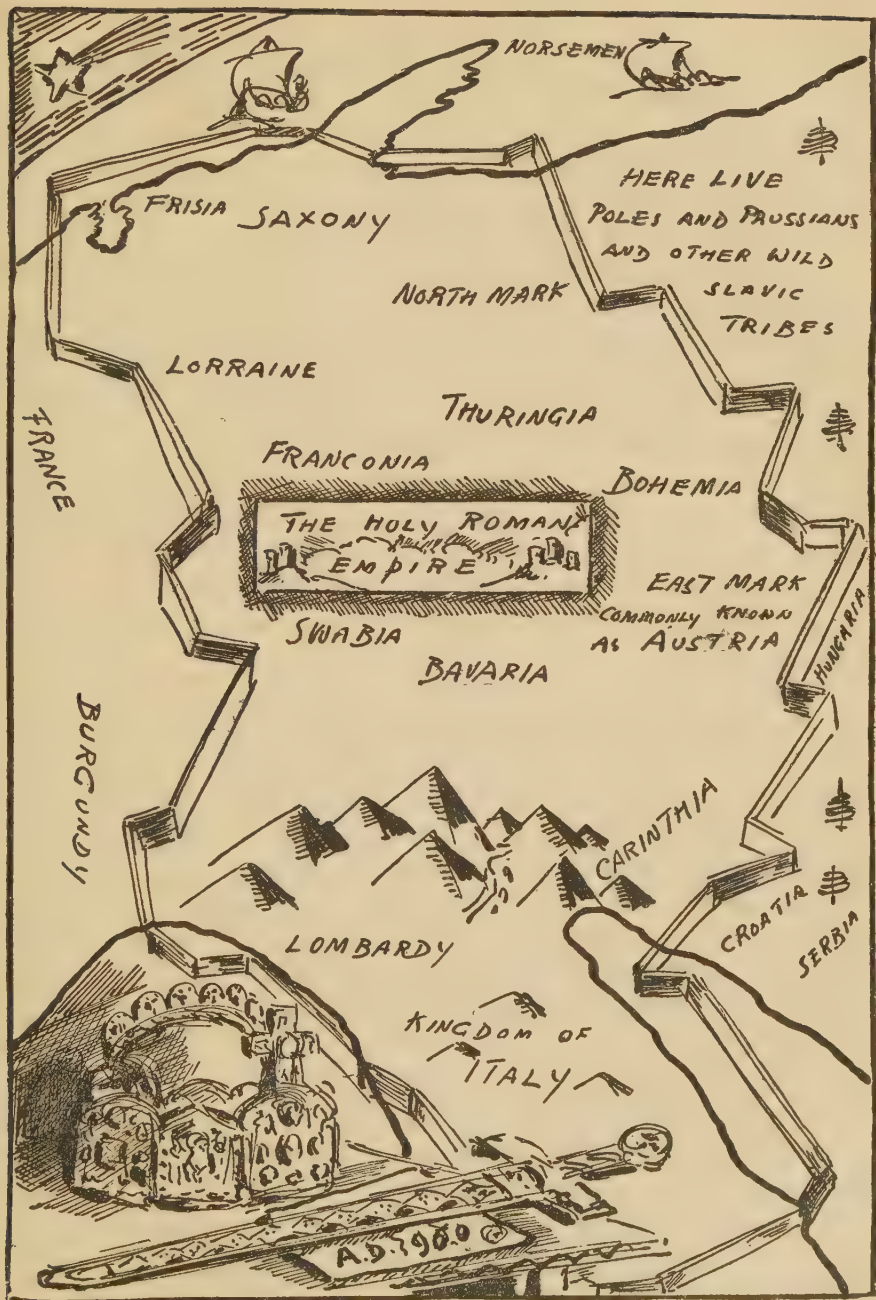 NORSEMEN
HERE LIVE
POLES AND PRUSSIANS
AND OTHER WILD
SLAVIC
TRIBES
FRISIA
SAXONY
NORTH MARK
LORRAINE
THURINGIA
FRANCE
FRANCONIA
BOHEMIA
THE HOLY ROMAN
EMPIRE
EAST MARK
COMMONLY KNOWN
AS AUSTRIA
HUNGARIA
SWABIA
BAVARIA
BURGUNDY
CARINTHIA
CROATIA
SERBIA
LOMBARDY
KINGDOM OF
ITALY
A.D. 900